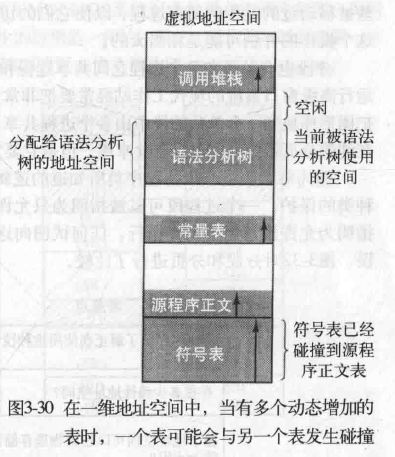 虚拟地址空间
调用堆栈
空闲
分配给语法分析
树的地址空间
语法分析树
当前被语法
分析树使用
的空间
常量表
源程序正文
符号表
符号表已经
碰撞到源程
序正文表
图3-30 在一维地址空间中，当有多个动态增加的
表时，一个表可能会与另一个表发生碰撞